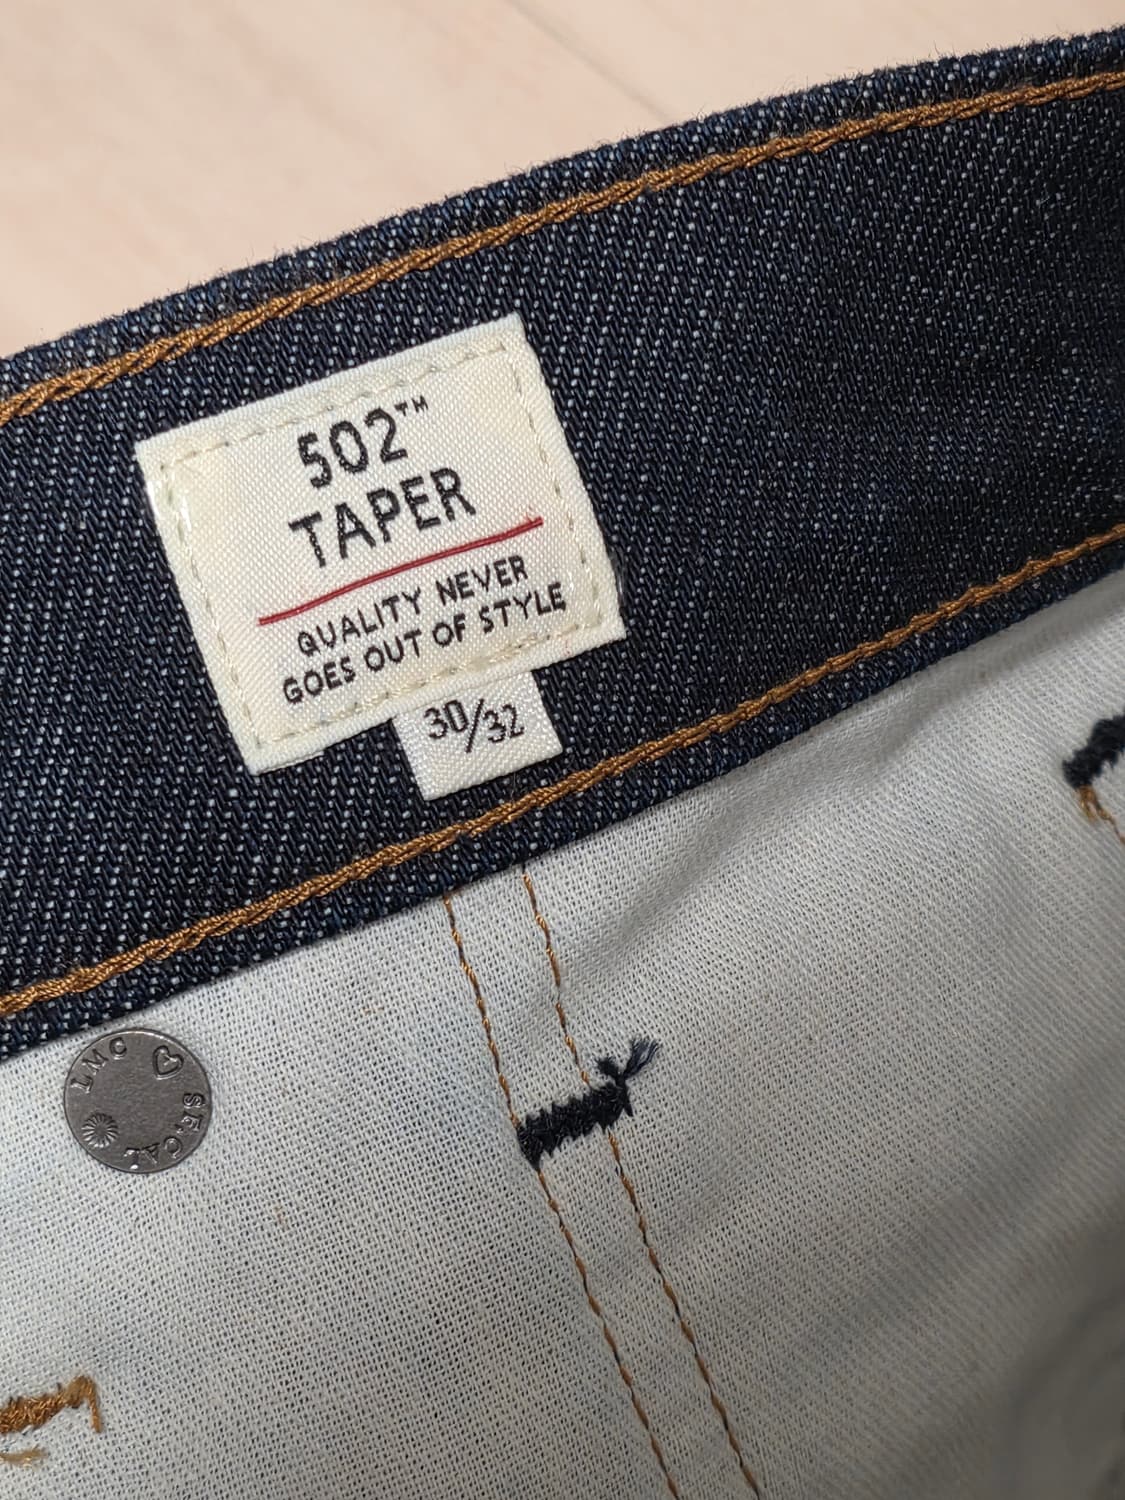 502™
TAPER
QUALITY NEVER
GOES OUT OF STYLE
30/32
LMC
SF.CAL